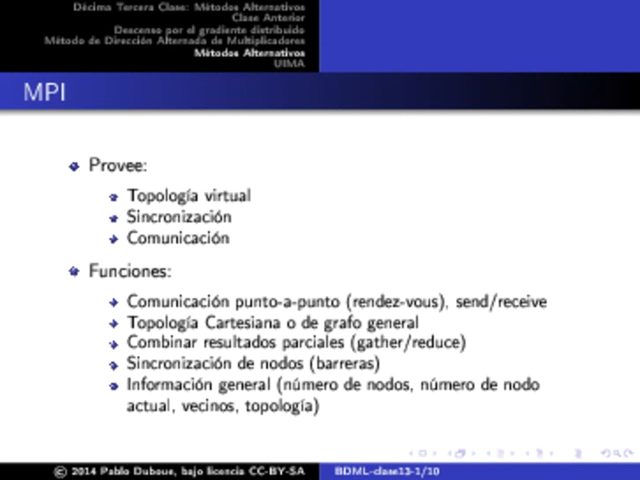 Décima Tercera Clase: Métodos Alternativos
Clase Anterior
Descenso por el gradiente distribuido
Método de Dirección Alternada de Multiplicadores
Métodos Alternativos
UIMA
MPI
Provee:
Topología virtual
Sincronización
Comunicación
Funciones:
Comunicación punto-a-punto (rendez-vous), send/receive
Topología Cartesiana o de grafo general
Combinar resultados parciales (gather/reduce)
Sincronización de nodos (barreras)
Información general (número de nodos, número de nodo
actual, vecinos, topología)
© 2014 Pablo Duboue, bajo licencia CC-BY-SA
BDML-clase13-1/10